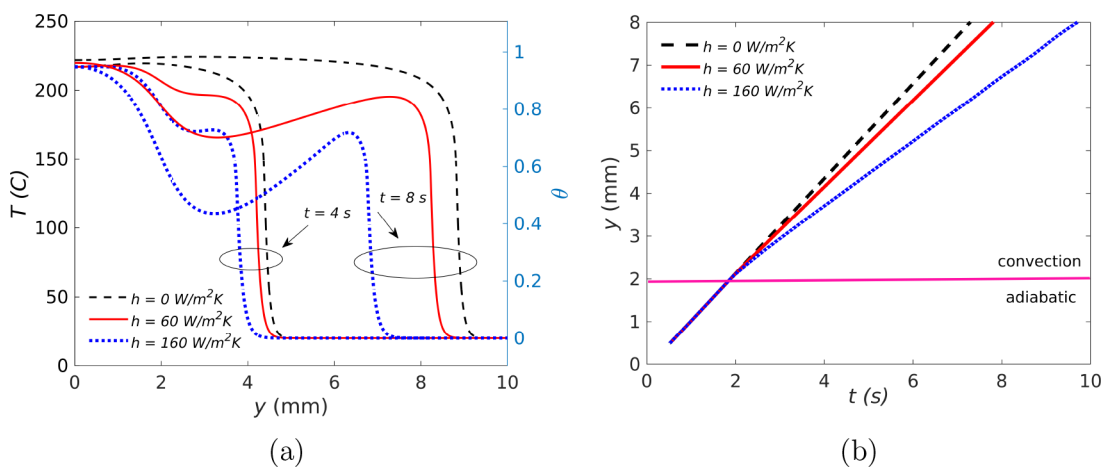 250
200
150
100
50
0
T (C)
1
0.8
0.6
0.4
0.2
0
θ
t = 4 s
t = 8 s
h = 0 W/m²K
h = 60 W/m²K
h = 160 W/m²K
0 2 4 6 8 10
y (mm)
(a)
8
7
6
5
4
3
2
1
0
y (mm)
h = 0 W/m²K
h = 60 W/m²K
h = 160 W/m²K
convection
adiabatic
0 2 4 6 8 10
t (s)
(b)